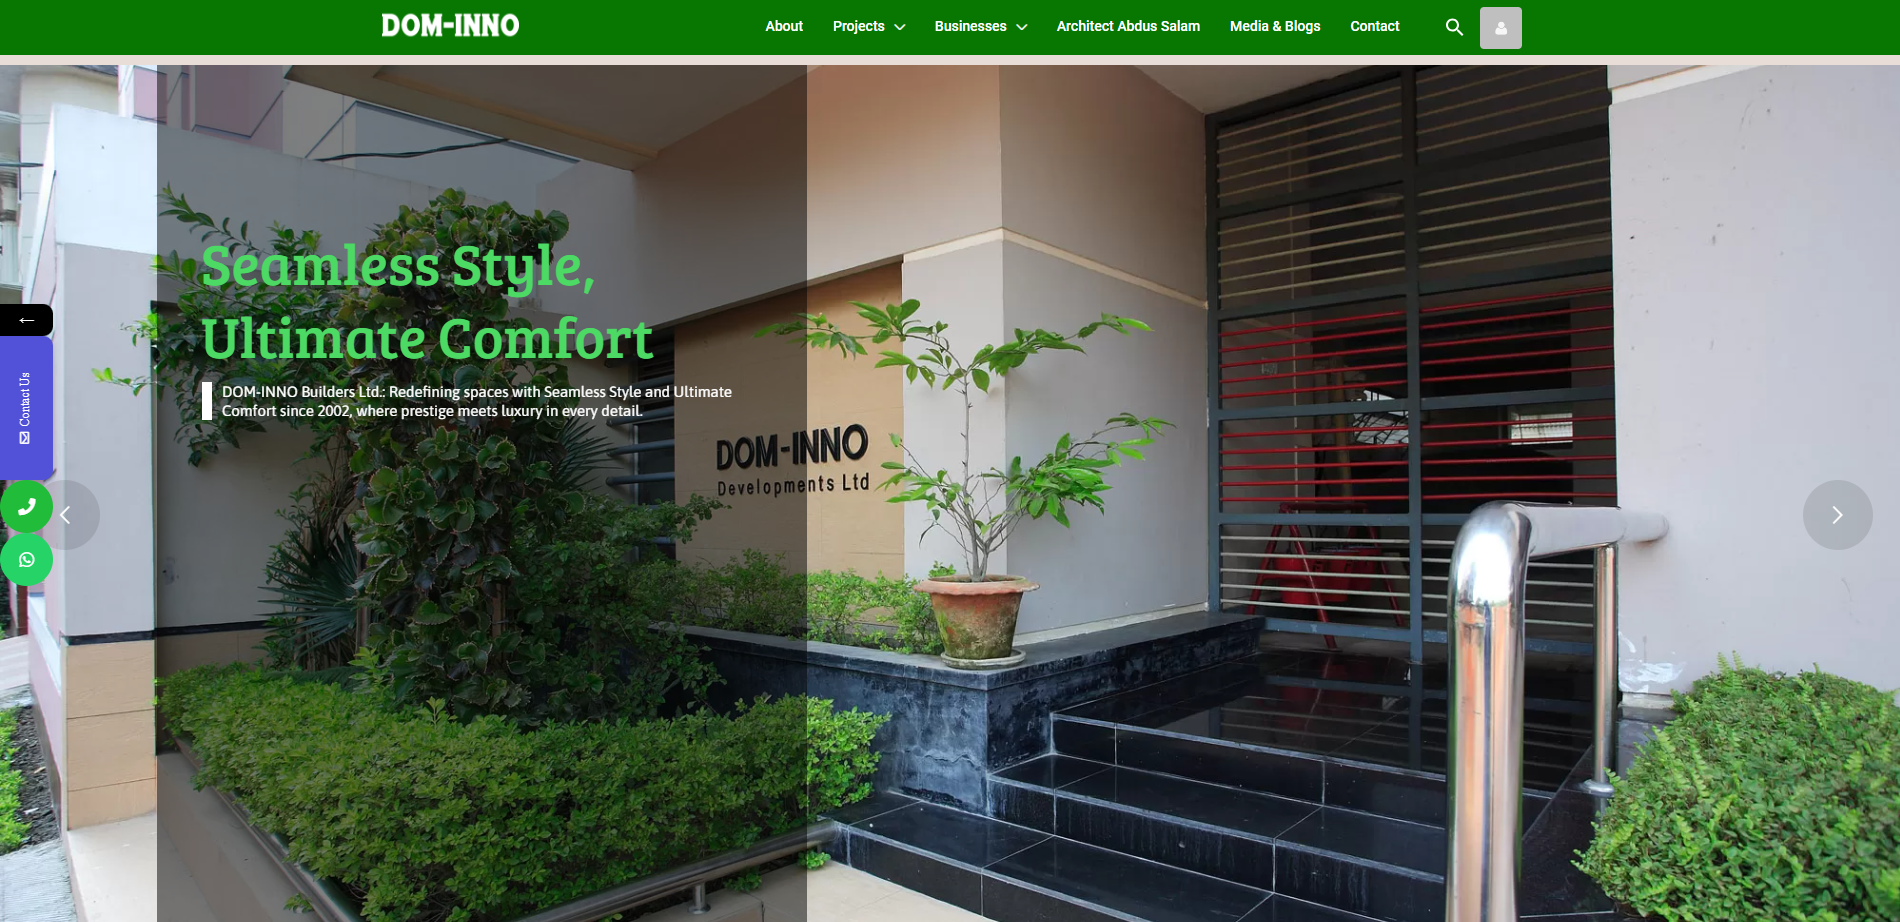 DOM-INNO
About
Projects
Businesses
Architect Abdus Salam
Media & Blogs
Contact
Seamless Style,
Ultimate Comfort
DOM-INNO Builders Ltd.: Redefining spaces with Seamless Style and Ultimate
Comfort since 2002, where prestige meets luxury in every detail.
Contact Us
DOM-INNO
Developments Ltd